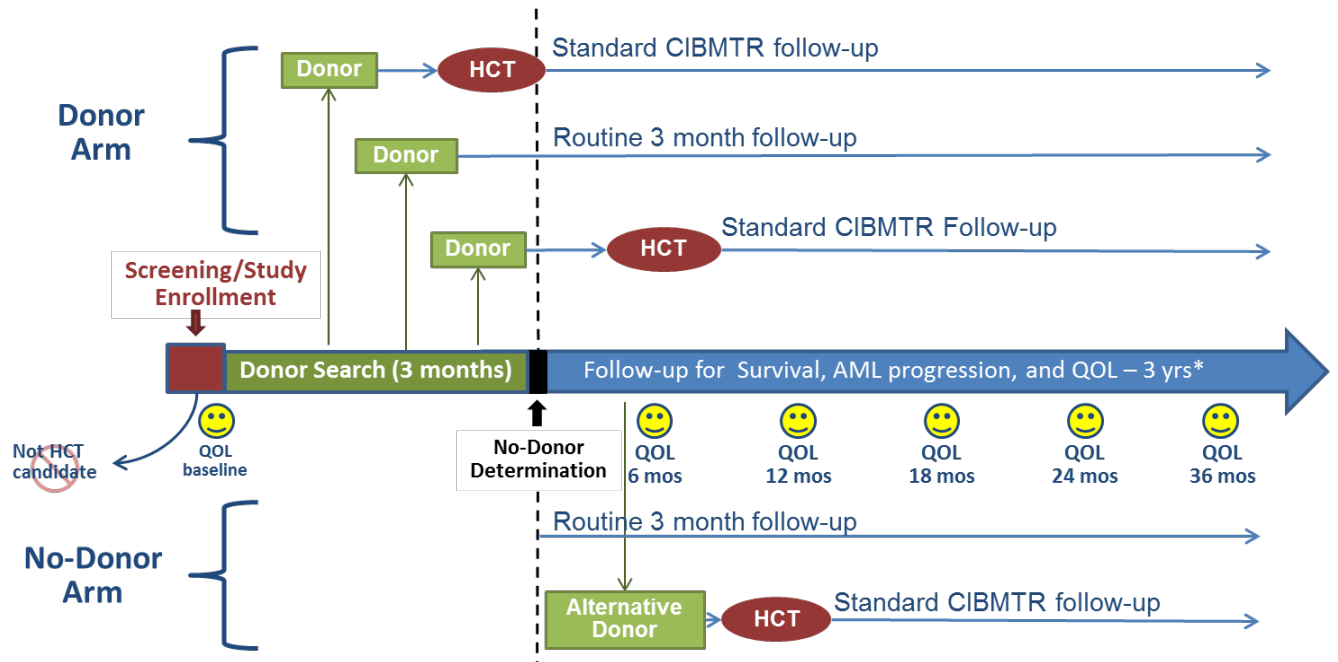 Donor
Arm
Donor
HCT
Standard CIBMTR follow-up
Donor
Routine 3 month follow-up
Donor
HCT
Standard CIBMTR Follow-up
Screening/Study
Enrollment
Donor Search (3 months)
Follow-up for Survival, AML progression, and QOL – 3 yrs*
Not HCT
candidate
QOL
baseline
No-Donor
Determination
QOL
6 mos
QOL
12 mos
QOL
18 mos
QOL
24 mos
QOL
36 mos
No-Donor
Arm
Routine 3 month follow-up
Alternative
Donor
HCT
Standard CIBMTR follow-up